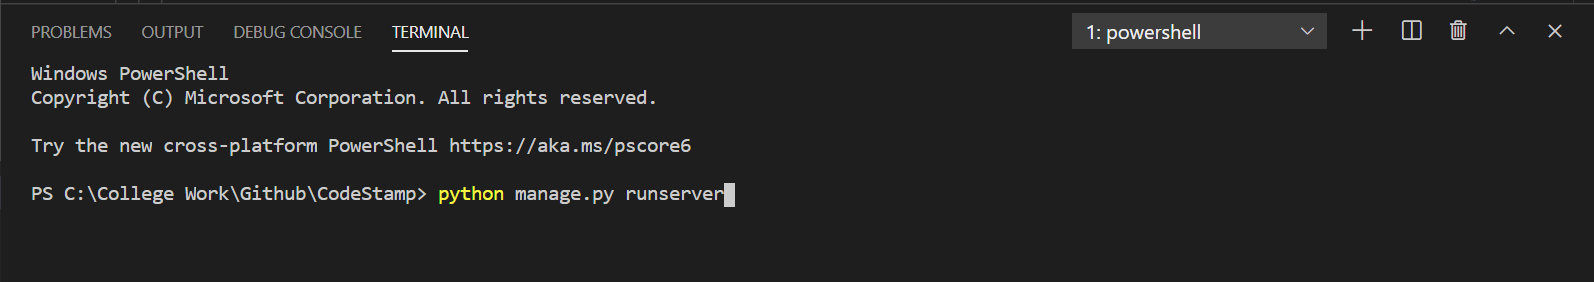 PROBLEMS OUTPUT DEBUG CONSOLE TERMINAL 1: powershell
Windows PowerShell
Copyright (C) Microsoft Corporation. All rights reserved.
Try the new cross-platform PowerShell https://aka.ms/pscore6
PS C:\College Work\Github\CodeStamp> python manage.py runserver